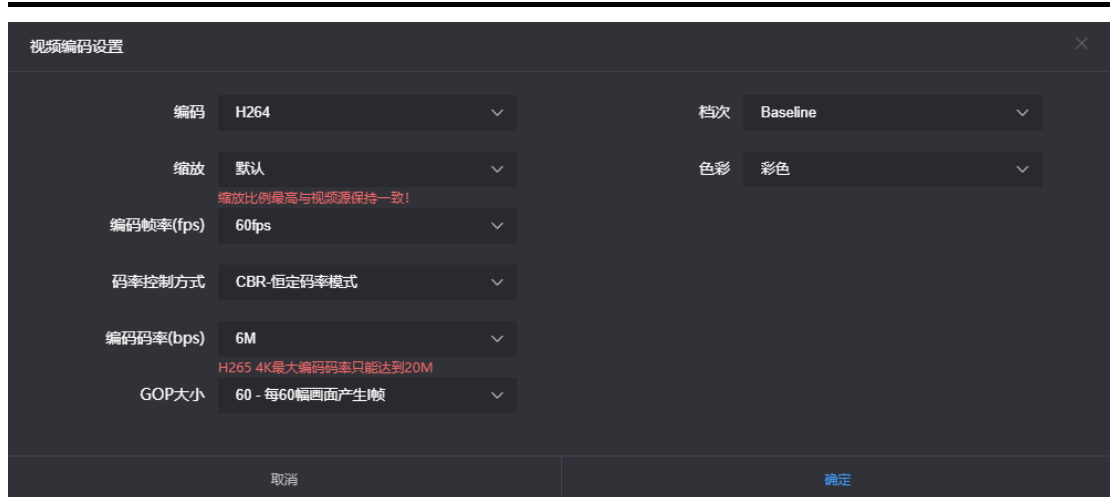 视频编码设置
编码 H264 档次 Baseline
缩放 默认 色彩 彩色
缩放比例最高与视频源保持一致!
编码帧率(fps) 60fps
码率控制方式 CBR-恒定码率模式
编码码率(bps) 6M
H265 4K最大编码码率只能达到20M
GOP大小 60 - 每60幅画面产生I帧
取消 确定